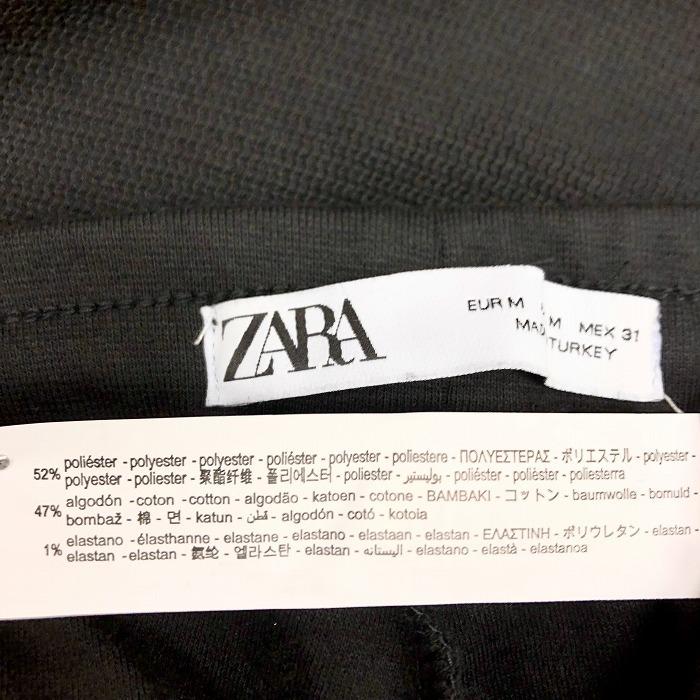 ZARA
EUR M
M MEX 31
MAD
TURKEY
52% poliéster - polyester - polyester - poliéster - polyester - poliestere - ΠΟΛΥΕΣΤΕΡΑΣ - ポリエステル - polyester -
polyester - poliester - 聚酯纤维 - 폴리에스터 - poliester - بوليستير - poliéster - polièster - poliesterra
47% algodón - coton - cotton - algodão - katoen - cotone - BAMBAKI - コットン - baumwolle - bomuld -
bombaž - 棉 - 면 - katun - قطن - algodón - cotó - kotoia
1% elastano - élasthanne - elastane - elastano - elastaan - elastan - ΕΛΑΣΤΙΝΗ - ポリウレタン - elastan -
elastan - elastan - 氨纶 - 엘라스탄 - elastan - اليستانه - elastano - elastà - elastanoa